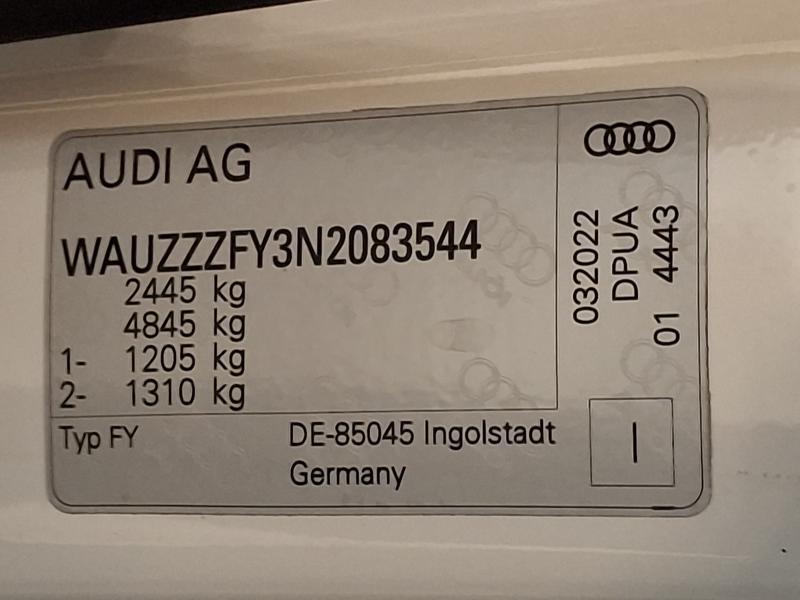 AUDI AG
WAUZZZFY3N2083544
2445 kg
4845 kg
1- 1205 kg
2- 1310 kg
Typ FY
DE-85045 Ingolstadt
Germany
032022
DPUA
01 4443
I